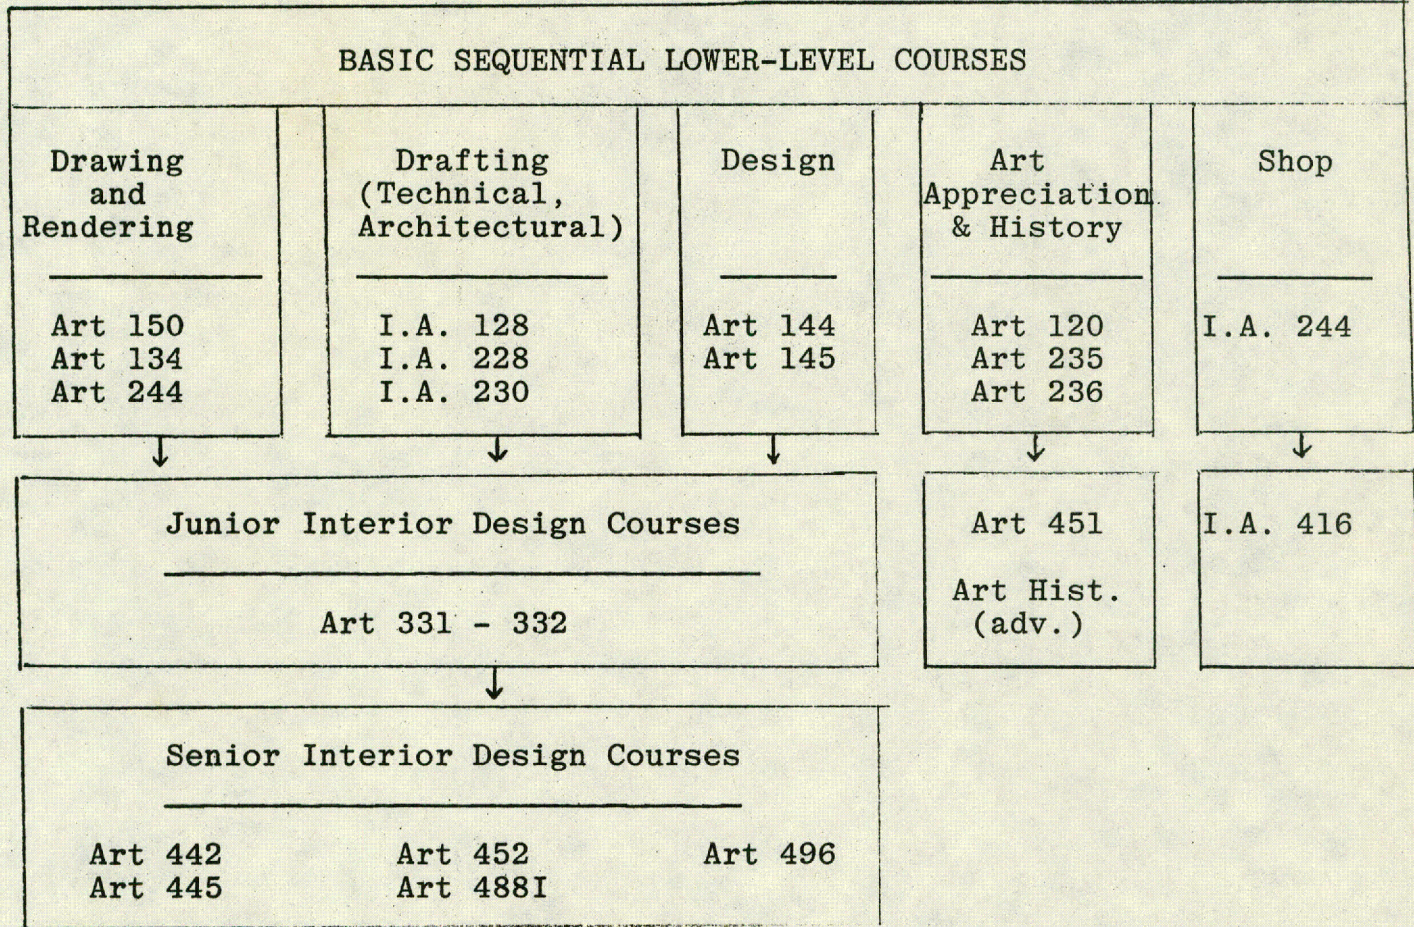 BASIC SEQUENTIAL LOWER-LEVEL COURSES
Drawing
and
Rendering
Art 150
Art 134
Art 244
Drafting
(Technical,
Architectural)
I.A. 128
I.A. 228
I.A. 230
Design
Art 144
Art 145
Art
Appreciation
& History
Art 120
Art 235
Art 236
Shop
I.A. 244
Junior Interior Design Courses
Art 331 - 332
Art 451
Art Hist.
(adv.)
I.A. 416
Senior Interior Design Courses
Art 442
Art 445
Art 452
Art 488I
Art 496